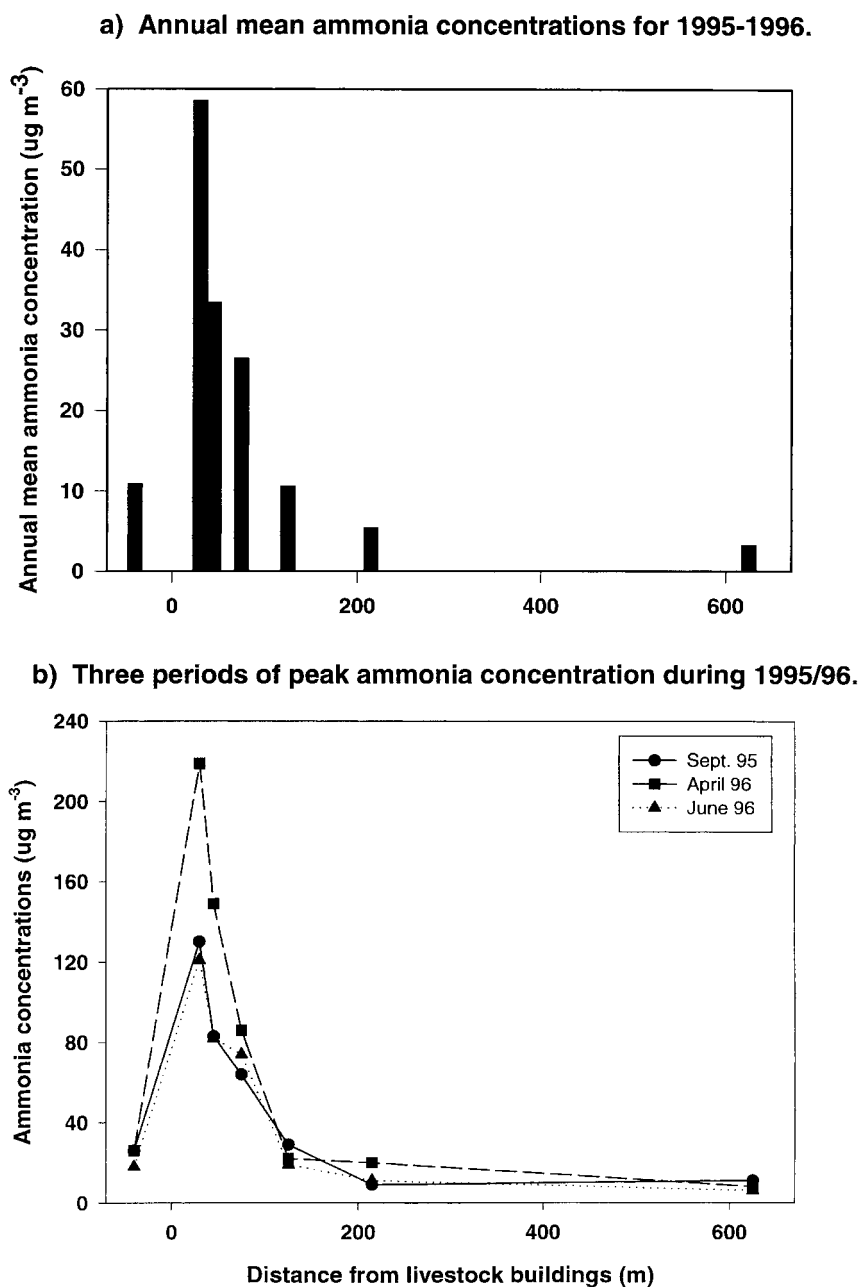 a) Annual mean ammonia concentrations for 1995-1996.
Annual mean ammonia concentration (ug m-3)
60
50
40
30
20
10
0
0 200 400 600
b) Three periods of peak ammonia concentration during 1995/96.
Ammonia concentrations (ug m-3)
240
200
160
120
80
40
0
Sept. 95
April 96
June 96
0 200 400 600
Distance from livestock buildings (m)